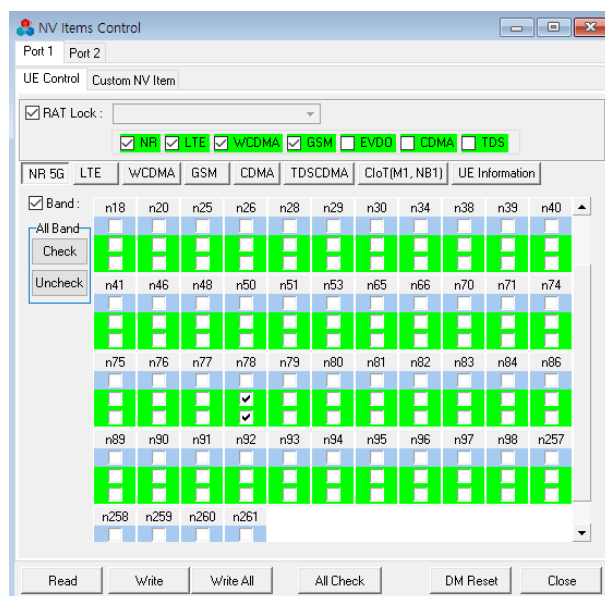 NV Items Control
Port 1 Port 2
UE Control Custom NV Item
RAT Lock :
NR LTE WCDMA GSM EVDO CDMA TDS
NR 5G LTE WCDMA GSM CDMA TDSCDMA CIoT(M1, NB1) UE Information
Band : n18 n20 n25 n26 n28 n29 n30 n34 n38 n39 n40
All Band
Check
Uncheck n41 n46 n48 n50 n51 n53 n65 n66 n70 n71 n74
n75 n76 n77 n78 n79 n80 n81 n82 n83 n84 n86
n89 n90 n91 n92 n93 n94 n95 n96 n97 n98 n257
n258 n259 n260 n261
Read Write Write All All Check DM Reset Close